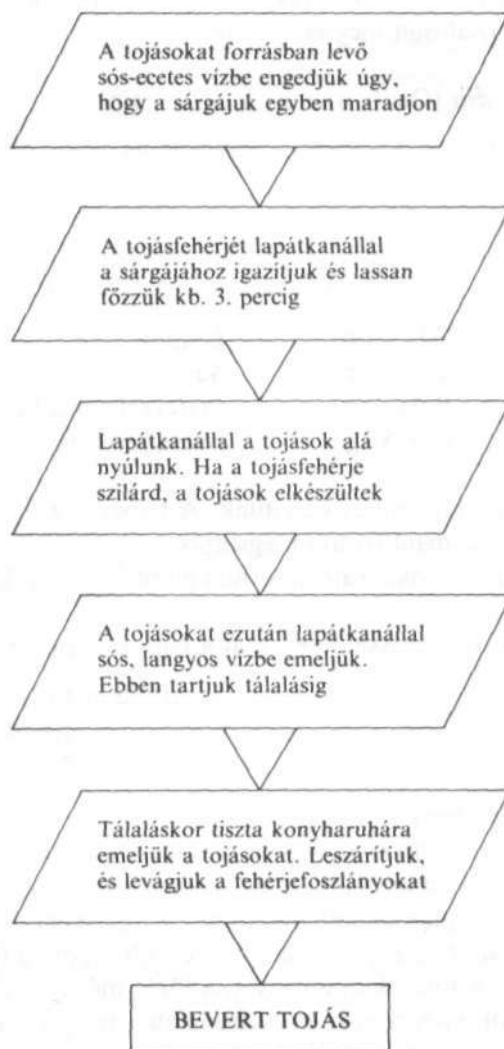 A tojásokat forrásban levő
sós-ecetes vízbe engedjük úgy,
hogy a sárgájuk egyben maradjon
A tojásfehérjét lapátkanállal
a sárgájához igazítjuk és lassan
főzzük kb. 3. percig
Lapátkanállal a tojások alá
nyúlunk. Ha a tojásfehérje
szilárd, a tojások elkészültek
A tojásokat ezután lapátkanállal
sós, langyos vízbe emeljük.
Ebben tartjuk tálalásig
Tálaláskor tiszta konyharuhára
emeljük a tojásokat. Leszárítjuk,
és levágjuk a fehérjefoszlányokat
BEVERT TOJÁS